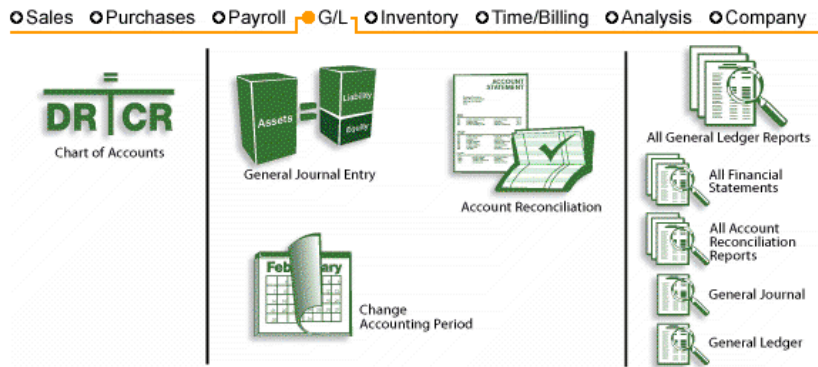 Sales Purchases Payroll G/L Inventory Time/Billing Analysis Company
DR CR
Chart of Accounts
Assets
Liability
Equity
General Journal Entry
ACCOUNT
STATEMENT
Account Reconciliation
Change
Accounting Period
All General Ledger Reports
All Financial
Statements
All Account
Reconciliation
Reports
General Journal
General Ledger